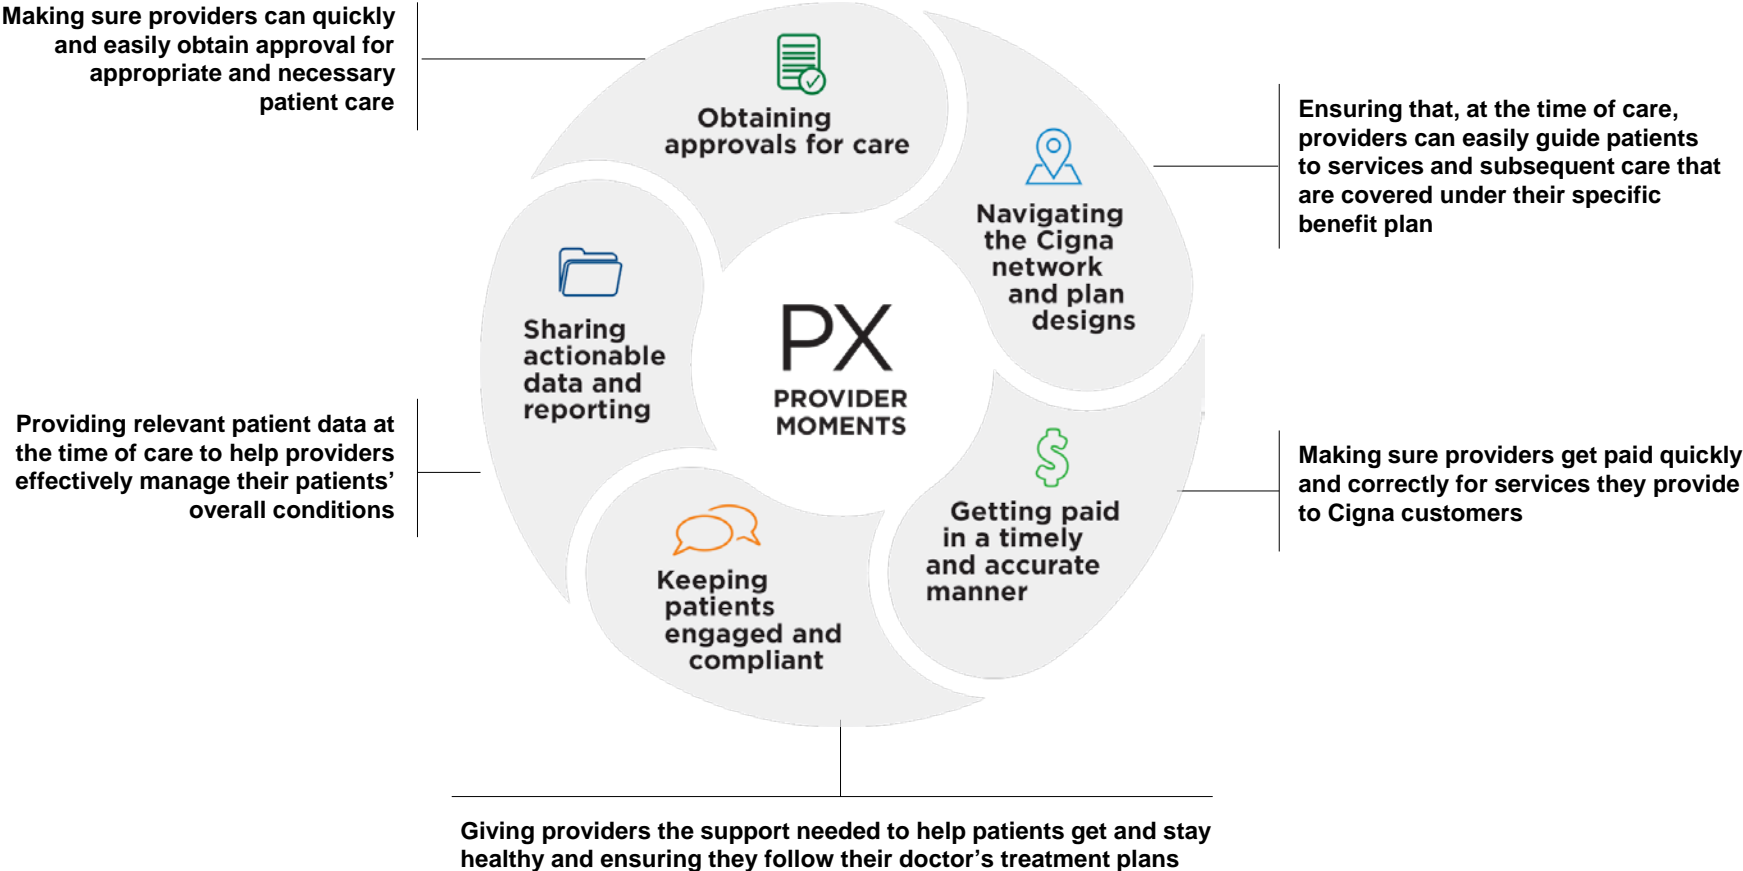 Making sure providers can quickly
and easily obtain approval for
appropriate and necessary
patient care
Obtaining
approvals for care
Ensuring that, at the time of care,
providers can easily guide patients
to services and subsequent care that
are covered under their specific
benefit plan
Navigating
the Cigna
network
and plan
designs
Sharing
actionable
data and
reporting
PX
PROVIDER
MOMENTS
Providing relevant patient data at
the time of care to help providers
effectively manage their patients’
overall conditions
Making sure providers get paid quickly
and correctly for services they provide
to Cigna customers
Getting paid
in a timely
and accurate
manner
Keeping
patients
engaged and
compliant
Giving providers the support needed to help patients get and stay
healthy and ensuring they follow their doctor’s treatment plans